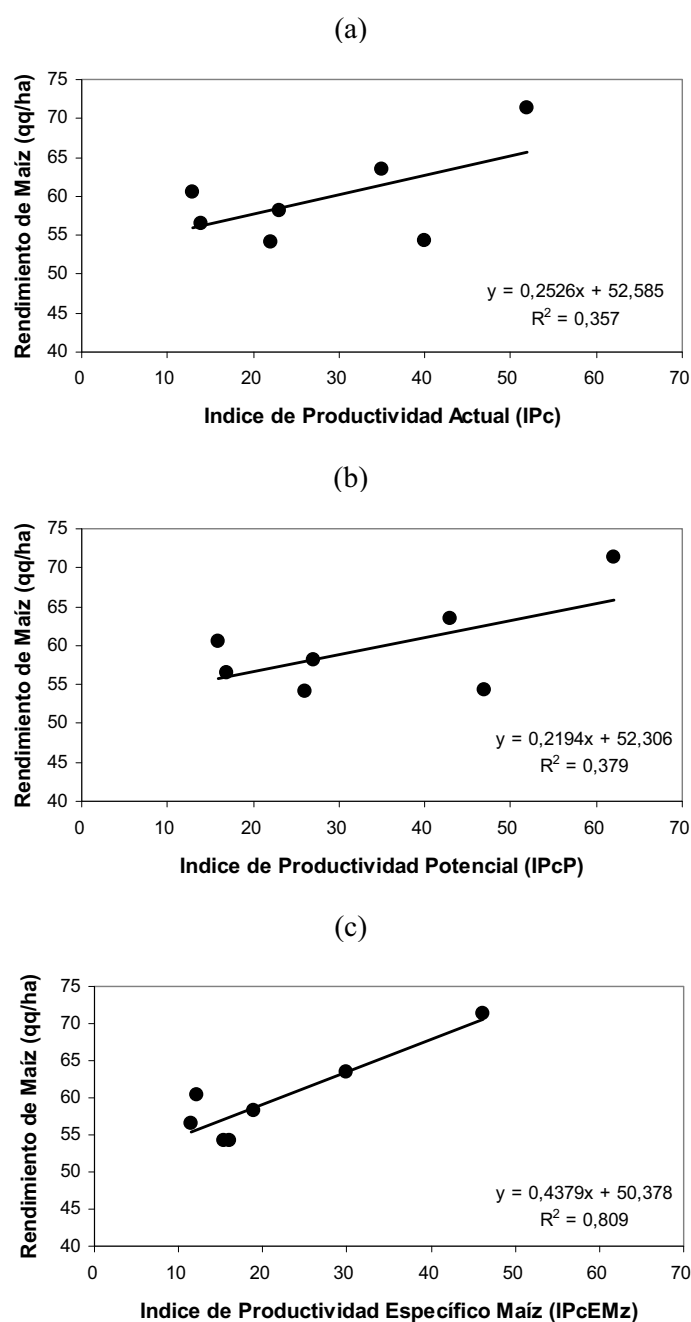 (a)
Rendimiento de Maíz (qq/ha)
75
70
65
60
55
50
45
40
0 10 20 30 40 50 60 70
y = 0,2526x + 52,585
R² = 0,357
Indice de Productividad Actual (IPc)
(b)
Rendimiento de Maíz (qq/ha)
75
70
65
60
55
50
45
40
0 10 20 30 40 50 60 70
y = 0,2194x + 52,306
R² = 0,379
Indice de Productividad Potencial (IPcP)
(c)
Rendimiento de Maíz (qq/ha)
75
70
65
60
55
50
45
40
0 10 20 30 40 50 60 70
y = 0,4379x + 50,378
R² = 0,809
Indice de Productividad Específico Maíz (IPcEMz)